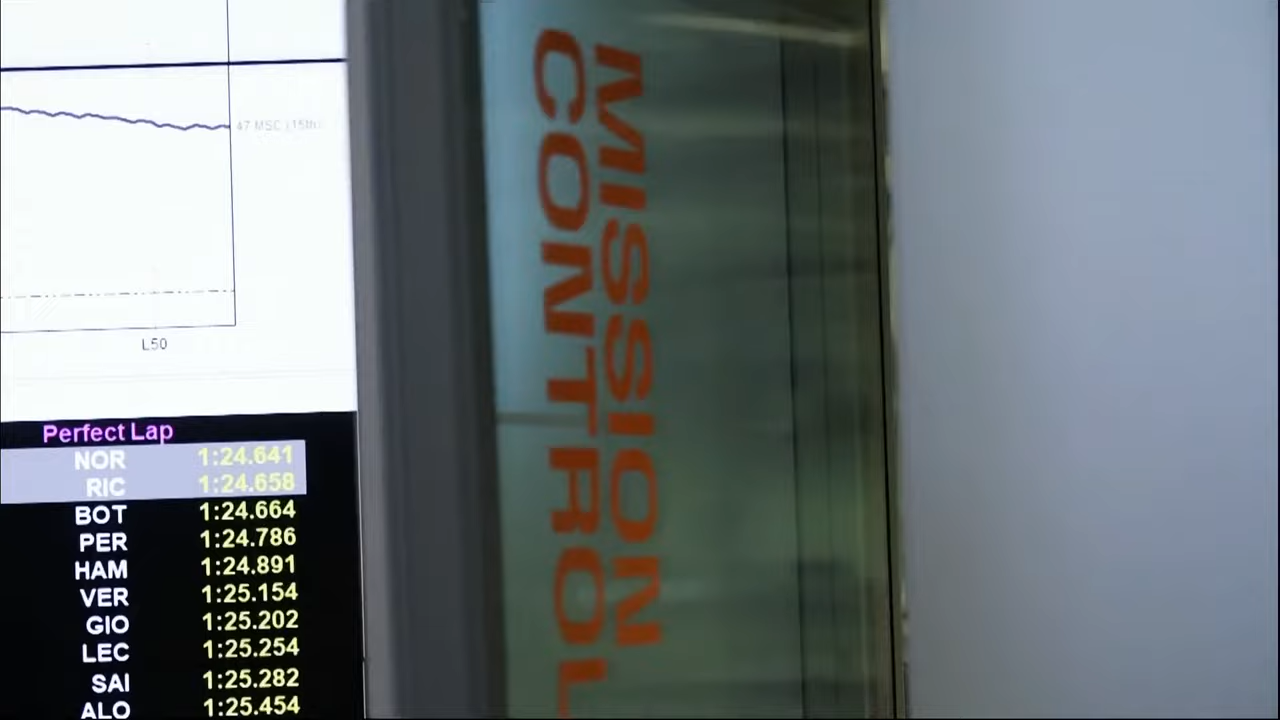 47 MSC (15th)
L50
Perfect Lap
NOR 1:24.641
RIC 1:24.658
BOT 1:24.664
PER 1:24.786
HAM 1:24.891
VER 1:25.154
GIO 1:25.202
LEC 1:25.254
SAI 1:25.282
ALO 1:25.454
MISSION
CONTROL